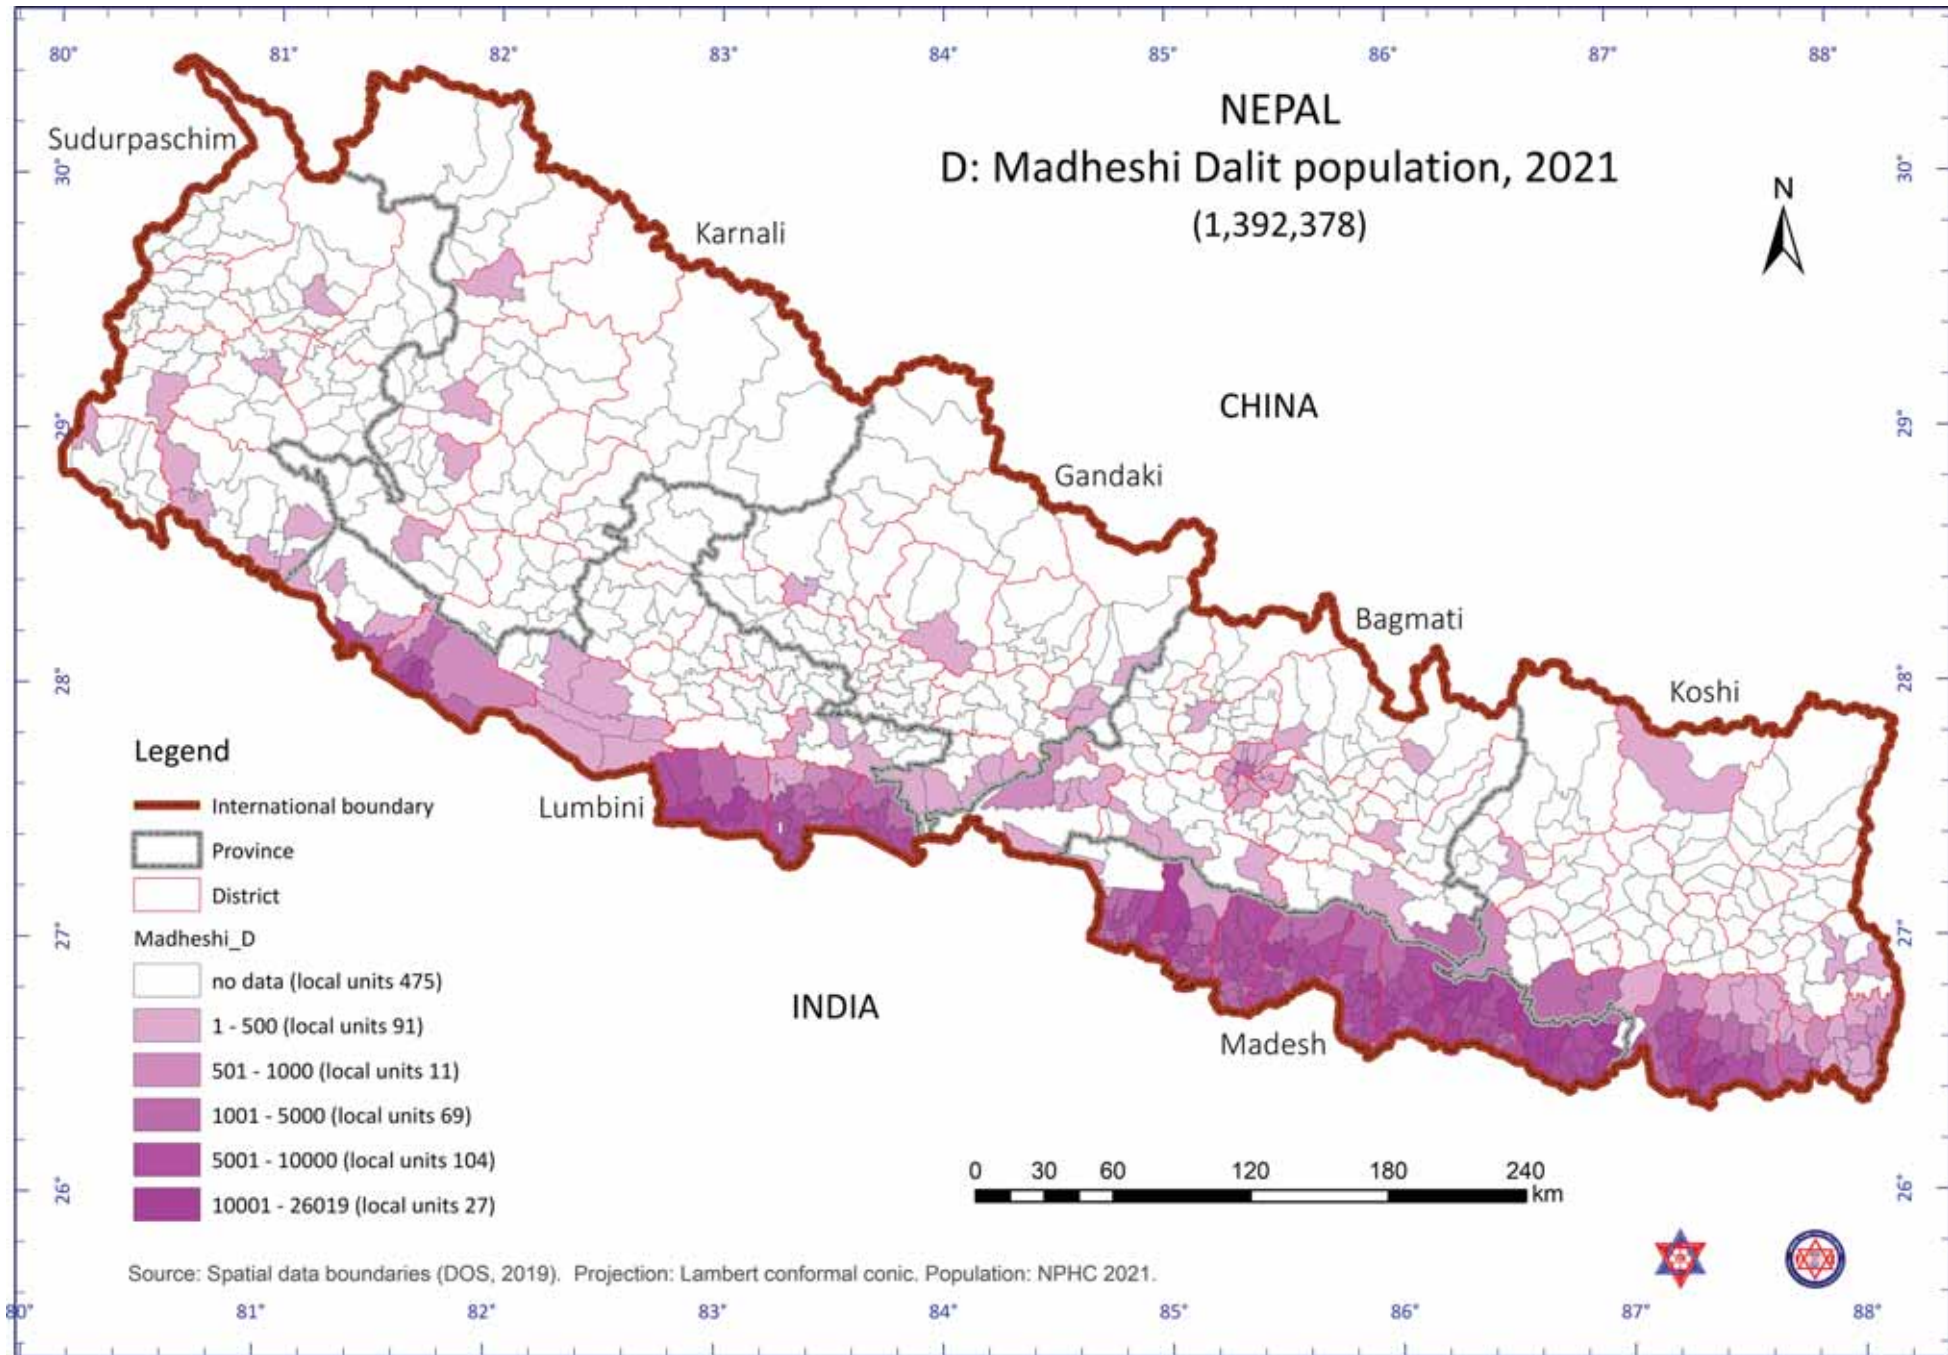 80° 81° 82° 83° 84° 85° 86° 87° 88°
NEPAL
D: Madheshi Dalit population, 2021
(1,392,378)
N
Sudurpaschim
30° 30°
Karnali
CHINA
29° 29°
Gandaki
Bagmati
Koshi
28° 28°
Legend
International boundary
Province
District
Madheshi_D
no data (local units 475)
1 - 500 (local units 91)
501 - 1000 (local units 11)
1001 - 5000 (local units 69)
5001 - 10000 (local units 104)
10001 - 26019 (local units 27)
Lumbini
27° 27°
INDIA
Madesh
0 30 60 120 180 240
km
26° 26°
Source: Spatial data boundaries (DOS, 2019). Projection: Lambert conformal conic. Population: NPHC 2021.
80° 81° 82° 83° 84° 85° 86° 87° 88°